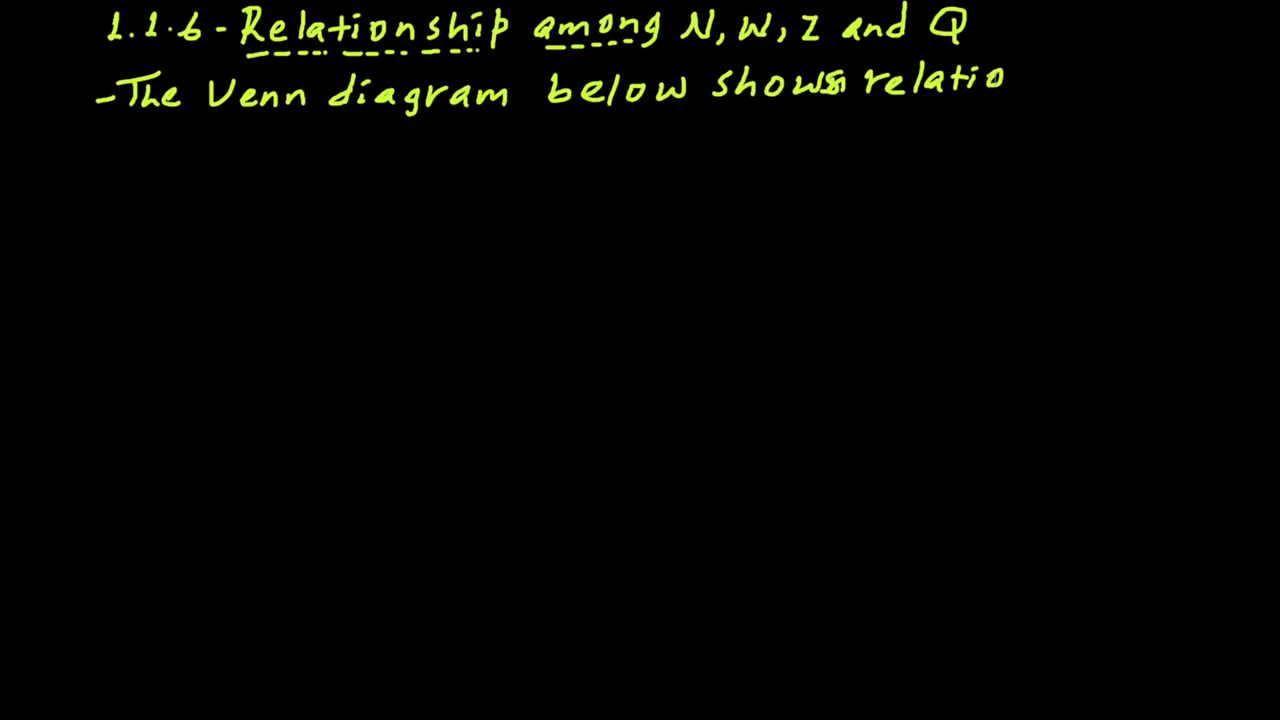 1.1.6 - Relationship among N, W, Z and Q
- The Venn diagram below shows relatio